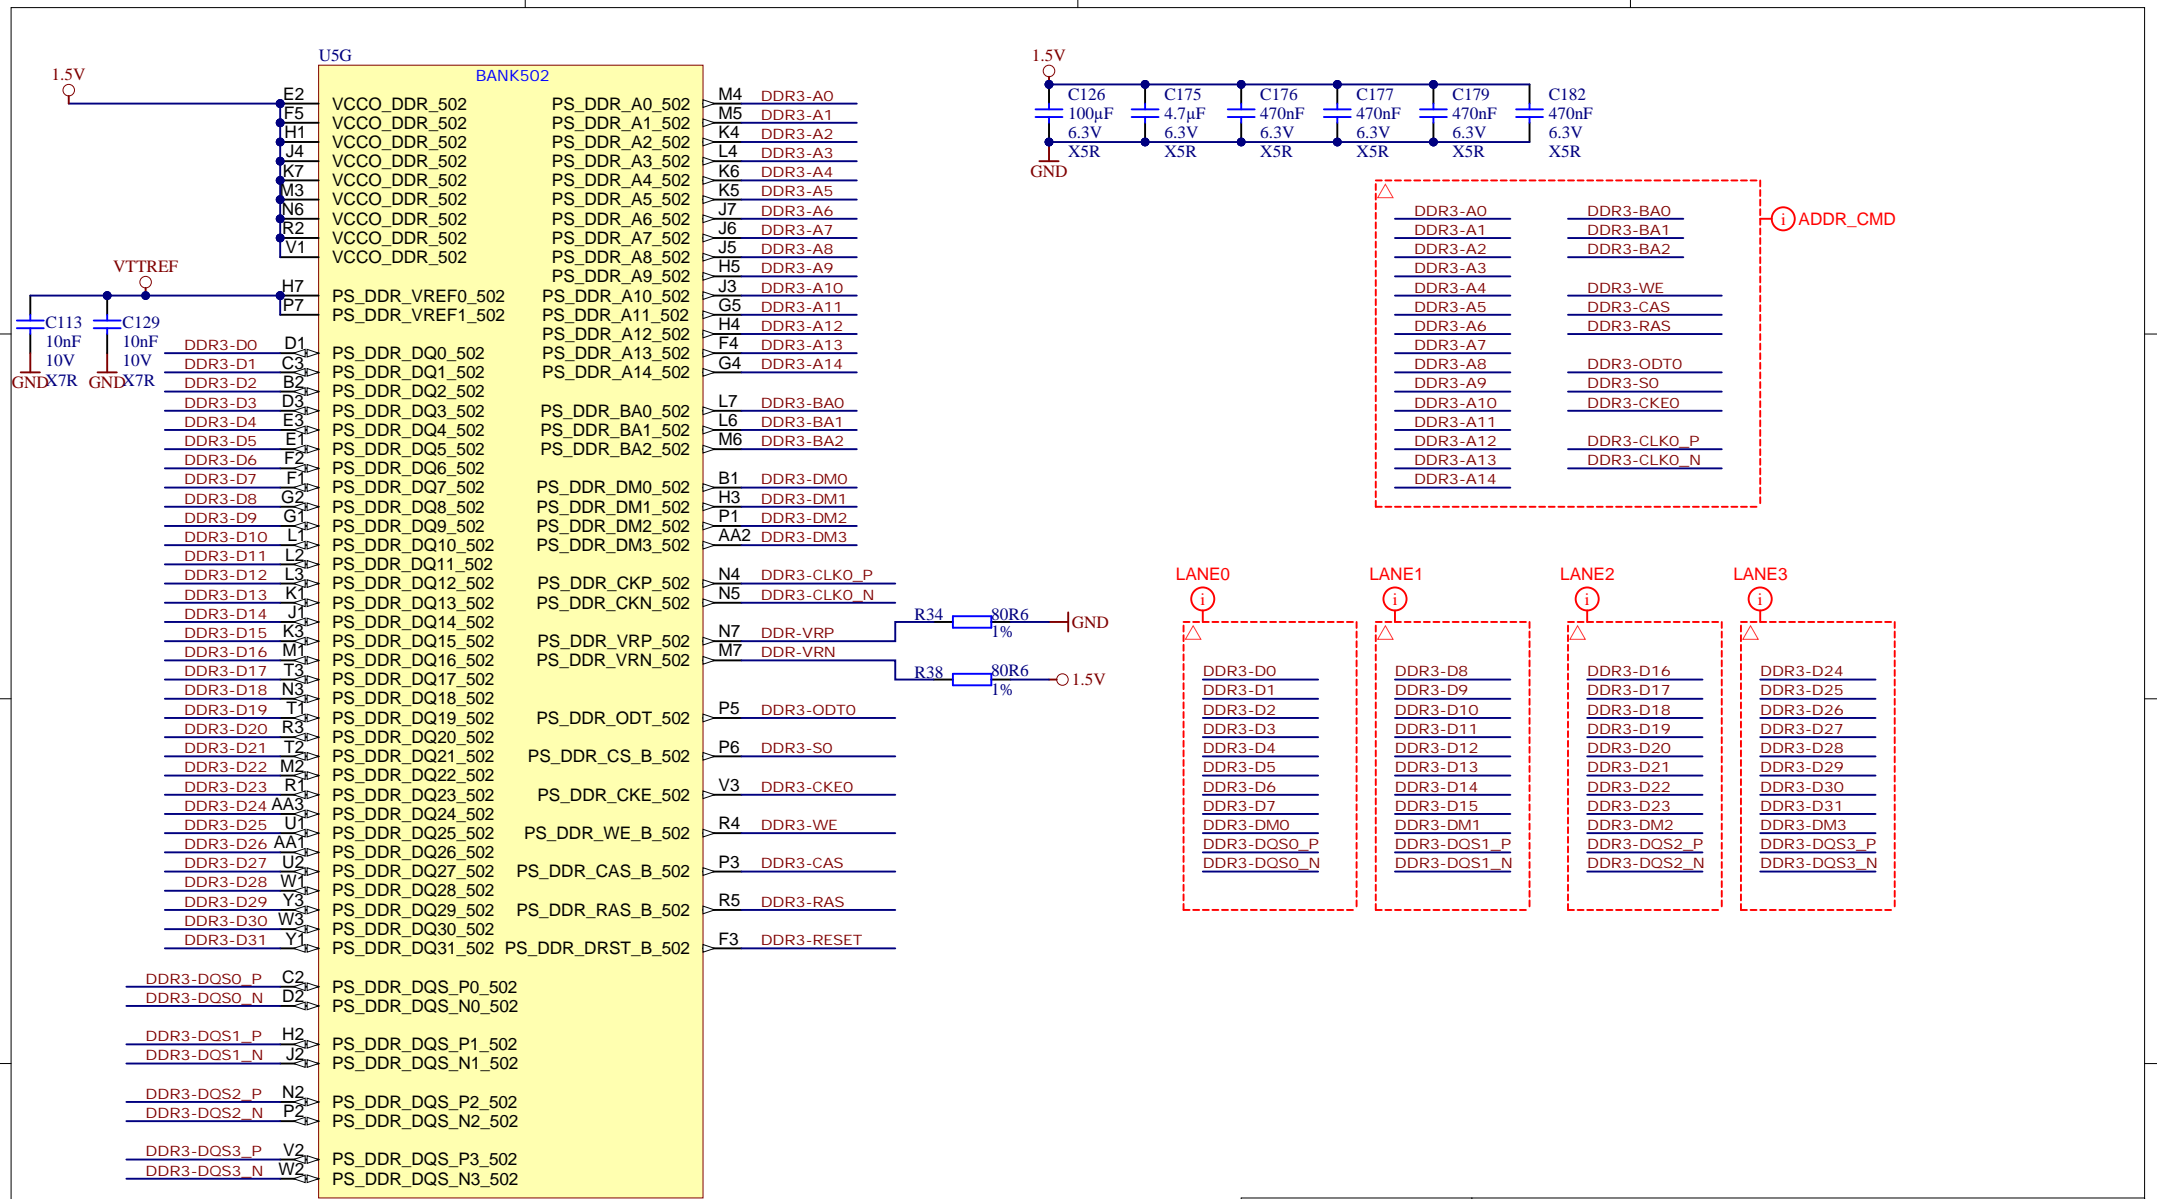 U5G
BANK502
1.5V
E2 VCCO_DDR_502
F5 VCCO_DDR_502
H1 VCCO_DDR_502
J4 VCCO_DDR_502
K7 VCCO_DDR_502
M3 VCCO_DDR_502
N6 VCCO_DDR_502
R2 VCCO_DDR_502
V1 VCCO_DDR_502
VTTREF
H7 PS_DDR_VREF0_502
P7 PS_DDR_VREF1_502
C113
10nF
10V
X7R
GND
C129
10nF
10V
X7R
GND
DDR3-D0 D1 PS_DDR_DQ0_502
DDR3-D1 C3 PS_DDR_DQ1_502
DDR3-D2 B2 PS_DDR_DQ2_502
DDR3-D3 D3 PS_DDR_DQ3_502
DDR3-D4 E3 PS_DDR_DQ4_502
DDR3-D5 E1 PS_DDR_DQ5_502
DDR3-D6 F2 PS_DDR_DQ6_502
DDR3-D7 F1 PS_DDR_DQ7_502
DDR3-D8 G2 PS_DDR_DQ8_502
DDR3-D9 G1 PS_DDR_DQ9_502
DDR3-D10 L1 PS_DDR_DQ10_502
DDR3-D11 L2 PS_DDR_DQ11_502
DDR3-D12 L3 PS_DDR_DQ12_502
DDR3-D13 K1 PS_DDR_DQ13_502
DDR3-D14 J1 PS_DDR_DQ14_502
DDR3-D15 K3 PS_DDR_DQ15_502
DDR3-D16 M1 PS_DDR_DQ16_502
DDR3-D17 T3 PS_DDR_DQ17_502
DDR3-D18 N3 PS_DDR_DQ18_502
DDR3-D19 T1 PS_DDR_DQ19_502
DDR3-D20 R3 PS_DDR_DQ20_502
DDR3-D21 T2 PS_DDR_DQ21_502
DDR3-D22 M2 PS_DDR_DQ22_502
DDR3-D23 R1 PS_DDR_DQ23_502
DDR3-D24 AA3 PS_DDR_DQ24_502
DDR3-D25 U1 PS_DDR_DQ25_502
DDR3-D26 AA1 PS_DDR_DQ26_502
DDR3-D27 U2 PS_DDR_DQ27_502
DDR3-D28 W1 PS_DDR_DQ28_502
DDR3-D29 Y3 PS_DDR_DQ29_502
DDR3-D30 W3 PS_DDR_DQ30_502
DDR3-D31 Y1 PS_DDR_DQ31_502
DDR3-DQS0_P C2 PS_DDR_DQS_P0_502
DDR3-DQS0_N D2 PS_DDR_DQS_N0_502
DDR3-DQS1_P H2 PS_DDR_DQS_P1_502
DDR3-DQS1_N J2 PS_DDR_DQS_N1_502
DDR3-DQS2_P N2 PS_DDR_DQS_P2_502
DDR3-DQS2_N P2 PS_DDR_DQS_N2_502
DDR3-DQS3_P V2 PS_DDR_DQS_P3_502
DDR3-DQS3_N W2 PS_DDR_DQS_N3_502
PS_DDR_A0_502 M4 DDR3-A0
PS_DDR_A1_502 M5 DDR3-A1
PS_DDR_A2_502 K4 DDR3-A2
PS_DDR_A3_502 L4 DDR3-A3
PS_DDR_A4_502 K6 DDR3-A4
PS_DDR_A5_502 K5 DDR3-A5
PS_DDR_A6_502 J7 DDR3-A6
PS_DDR_A7_502 J6 DDR3-A7
PS_DDR_A8_502 J5 DDR3-A8
PS_DDR_A9_502 H5 DDR3-A9
PS_DDR_A10_502 J3 DDR3-A10
PS_DDR_A11_502 G5 DDR3-A11
PS_DDR_A12_502 H4 DDR3-A12
PS_DDR_A13_502 F4 DDR3-A13
PS_DDR_A14_502 G4 DDR3-A14
PS_DDR_BA0_502 L7 DDR3-BA0
PS_DDR_BA1_502 L6 DDR3-BA1
PS_DDR_BA2_502 M6 DDR3-BA2
PS_DDR_DM0_502 B1 DDR3-DM0
PS_DDR_DM1_502 H3 DDR3-DM1
PS_DDR_DM2_502 P1 DDR3-DM2
PS_DDR_DM3_502 AA2 DDR3-DM3
PS_DDR_CKP_502 N4 DDR3-CLK0_P
PS_DDR_CKN_502 N5 DDR3-CLK0_N
PS_DDR_VRP_502 N7 DDR-VRP
PS_DDR_VRN_502 M7 DDR-VRN
R34 80R6 GND
1%
R38 80R6 1.5V
1%
PS_DDR_ODT_502 P5 DDR3-ODT0
PS_DDR_CS_B_502 P6 DDR3-S0
PS_DDR_CKE_502 V3 DDR3-CKE0
PS_DDR_WE_B_502 R4 DDR3-WE
PS_DDR_CAS_B_502 P3 DDR3-CAS
PS_DDR_RAS_B_502 R5 DDR3-RAS
PS_DDR_DRST_B_502 F3 DDR3-RESET
1.5V
C126 C175 C176 C177 C179 C182
100µF 4.7µF 470nF 470nF 470nF 470nF
6.3V 6.3V 6.3V 6.3V 6.3V 6.3V
X5R X5R X5R X5R X5R X5R
GND
i ADDR_CMD
DDR3-A0 DDR3-BA0
DDR3-A1 DDR3-BA1
DDR3-A2 DDR3-BA2
DDR3-A3
DDR3-A4 DDR3-WE
DDR3-A5 DDR3-CAS
DDR3-A6 DDR3-RAS
DDR3-A7
DDR3-A8 DDR3-ODT0
DDR3-A9 DDR3-S0
DDR3-A10 DDR3-CKE0
DDR3-A11
DDR3-A12 DDR3-CLK0_P
DDR3-A13 DDR3-CLK0_N
DDR3-A14
LANE0 LANE1 LANE2 LANE3
i i i i
DDR3-D0 DDR3-D8 DDR3-D16 DDR3-D24
DDR3-D1 DDR3-D9 DDR3-D17 DDR3-D25
DDR3-D2 DDR3-D10 DDR3-D18 DDR3-D26
DDR3-D3 DDR3-D11 DDR3-D19 DDR3-D27
DDR3-D4 DDR3-D12 DDR3-D20 DDR3-D28
DDR3-D5 DDR3-D13 DDR3-D21 DDR3-D29
DDR3-D6 DDR3-D14 DDR3-D22 DDR3-D30
DDR3-D7 DDR3-D15 DDR3-D23 DDR3-D31
DDR3-DM0 DDR3-DM1 DDR3-DM2 DDR3-DM3
DDR3-DQS0_P DDR3-DQS1_P DDR3-DQS2_P DDR3-DQS3_P
DDR3-DQS0_N DDR3-DQS1_N DDR3-DQS2_N DDR3-DQS3_N